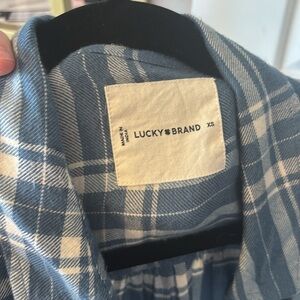 MADE IN
INDIA
LUCKY BRAND
XS